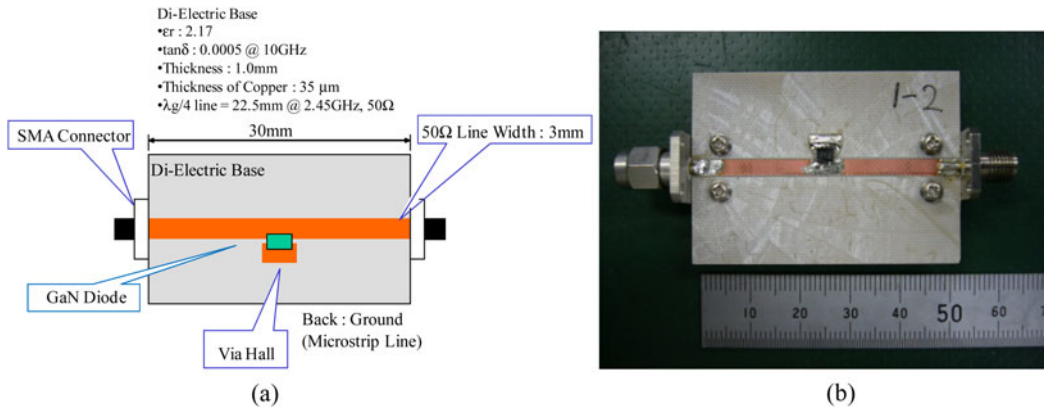 Di-Electric Base
•εr : 2.17
•tanδ : 0.0005 @ 10GHz
•Thickness : 1.0mm
•Thickness of Copper : 35 μm
•λg/4 line = 22.5mm @ 2.45GHz, 50Ω
SMA Connector
30mm
50Ω Line Width : 3mm
Di-Electric Base
GaN Diode
Via Hall
Back : Ground
(Microstrip Line)
(a)
1-2
10 20 30 40 50 60
(b)